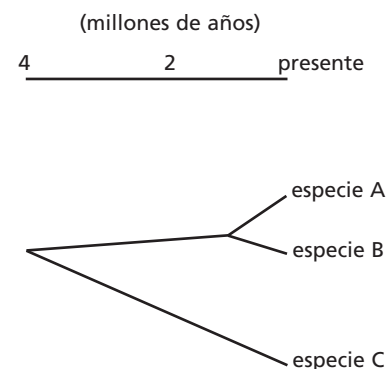 (millones de años)
4 2 presente
especie A
especie B
especie C